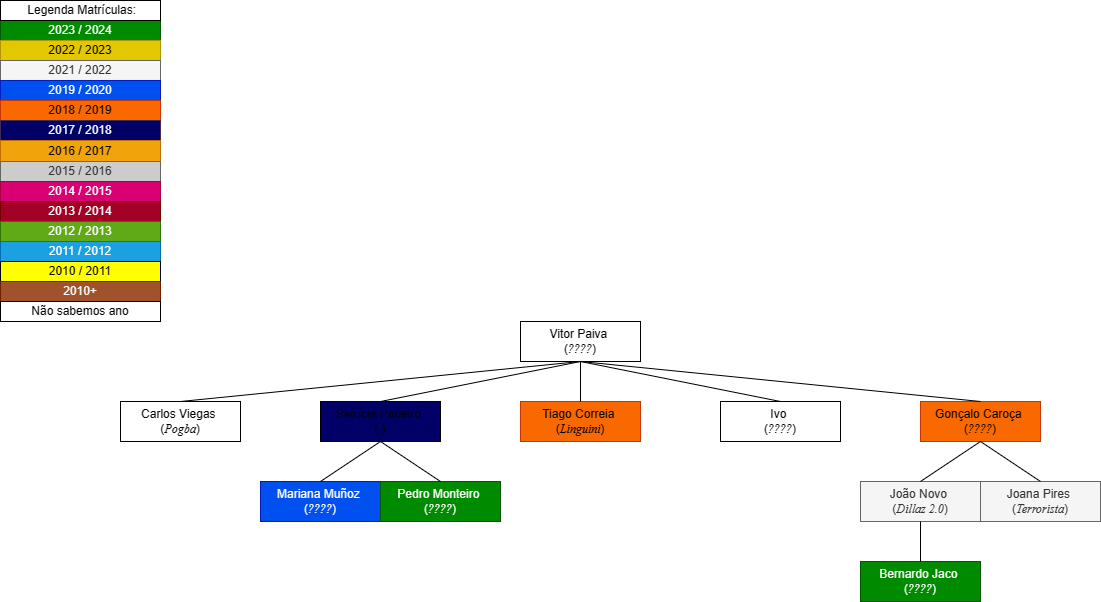 Legenda Matrículas:
2023 / 2024
2022 / 2023
2021 / 2022
2019 / 2020
2018 / 2019
2017 / 2018
2016 / 2017
2015 / 2016
2014 / 2015
2013 / 2014
2012 / 2013
2011 / 2012
2010 / 2011
2010+
Não sabemos ano
Vitor Paiva
(????)
Carlos Viegas
(Pogba)
Tiago Correia
(Linguini)
Ivo
(????)
Gonçalo Caroça
(????)
Mariana Muñoz
(????)
Pedro Monteiro
(????)
João Novo
(Dillaz 2.0)
Joana Pires
(Terrorista)
Bernardo Jaco
(????)